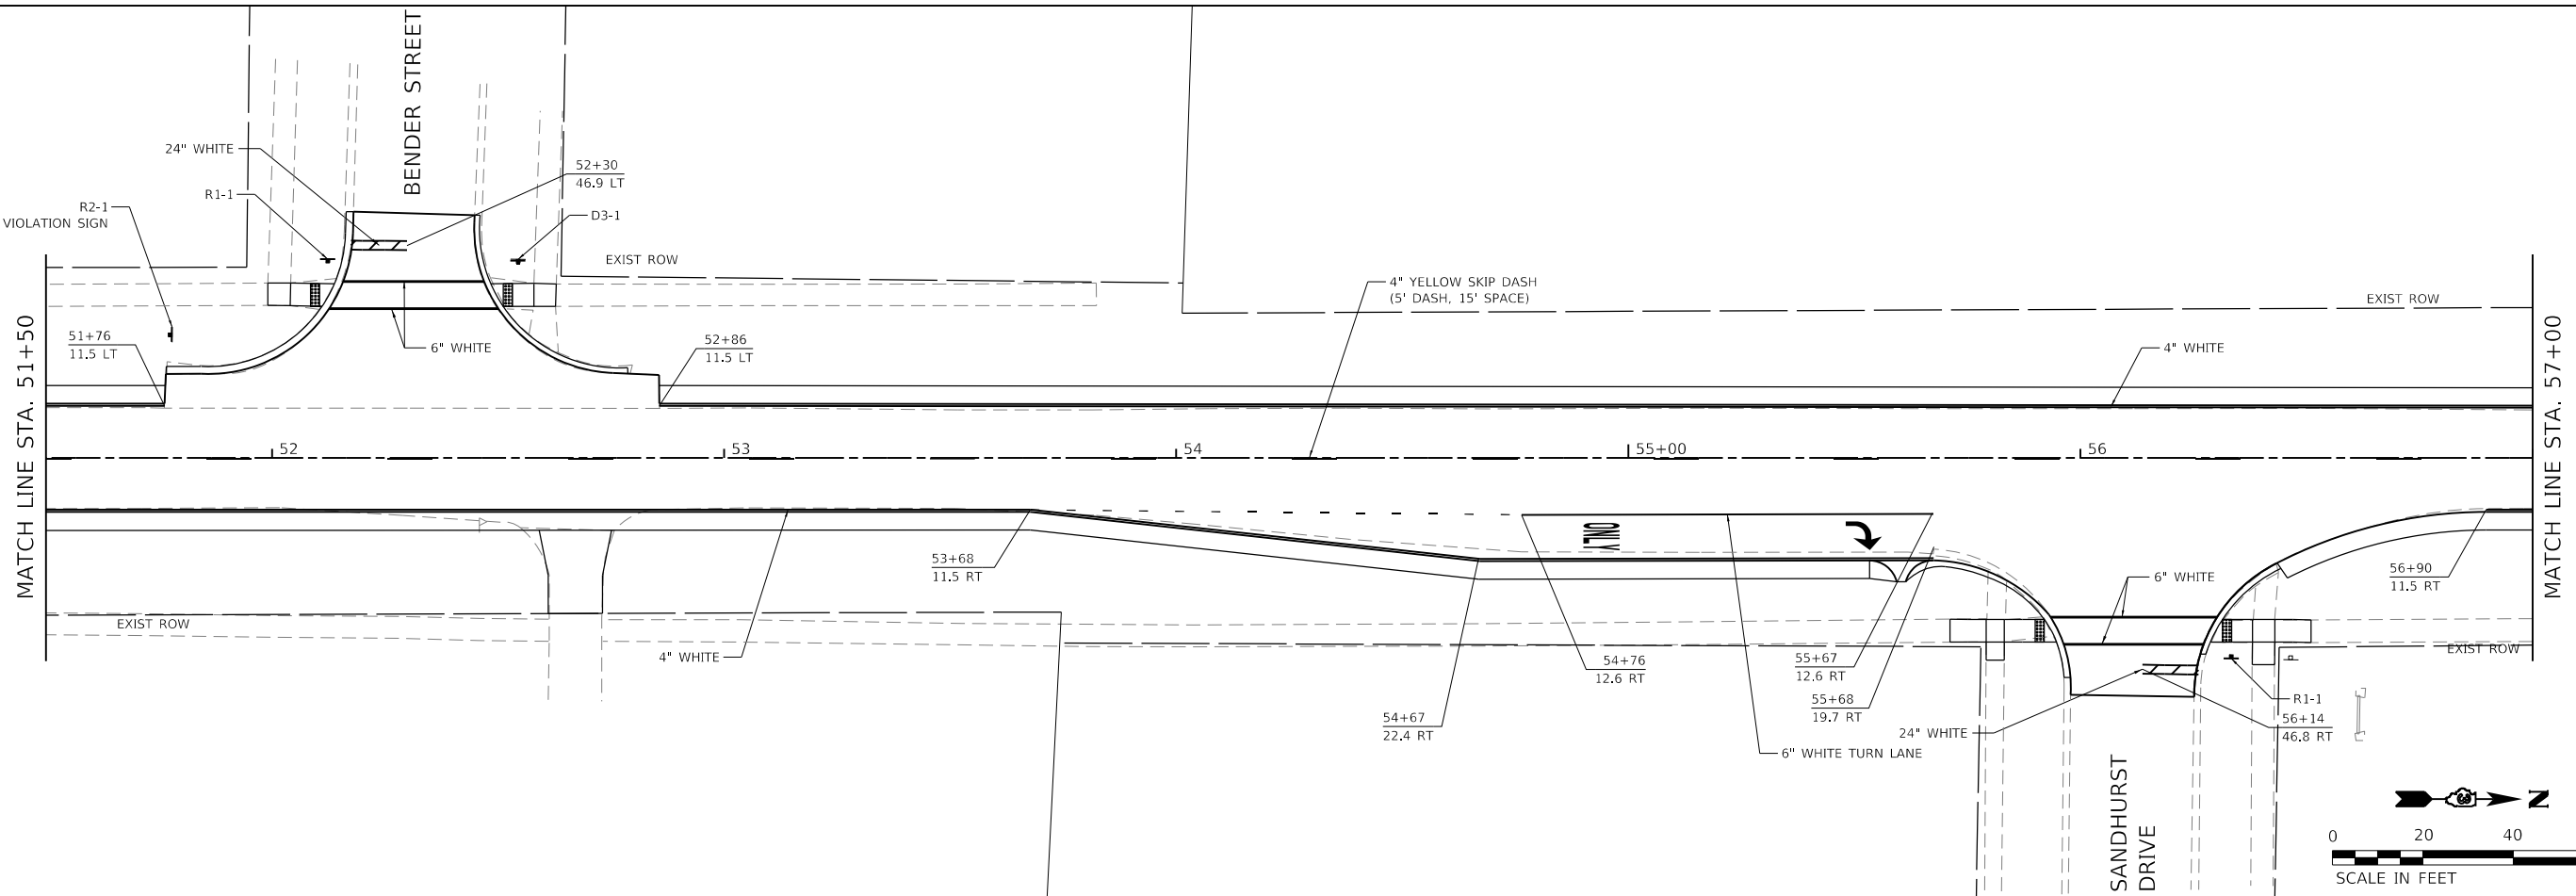 BENDER STREET
24" WHITE
52+30
46.9 LT
R1-1
R2-1
VIOLATION SIGN
D3-1
EXIST ROW
4" YELLOW SKIP DASH
(5' DASH, 15' SPACE)
EXIST ROW
MATCH LINE STA. 51+50
51+76
11.5 LT
6" WHITE
52+86
11.5 LT
4" WHITE
MATCH LINE STA. 57+00
52
53
54
55+00
56
ONLY
53+68
11.5 RT
6" WHITE
56+90
11.5 RT
EXIST ROW
4" WHITE
54+76
12.6 RT
55+67
12.6 RT
EXIST ROW
55+68
19.7 RT
R1-1
54+67
22.4 RT
56+14
46.8 RT
24" WHITE
6" WHITE TURN LANE
SANDHURST
DRIVE
N
0 20 40
SCALE IN FEET